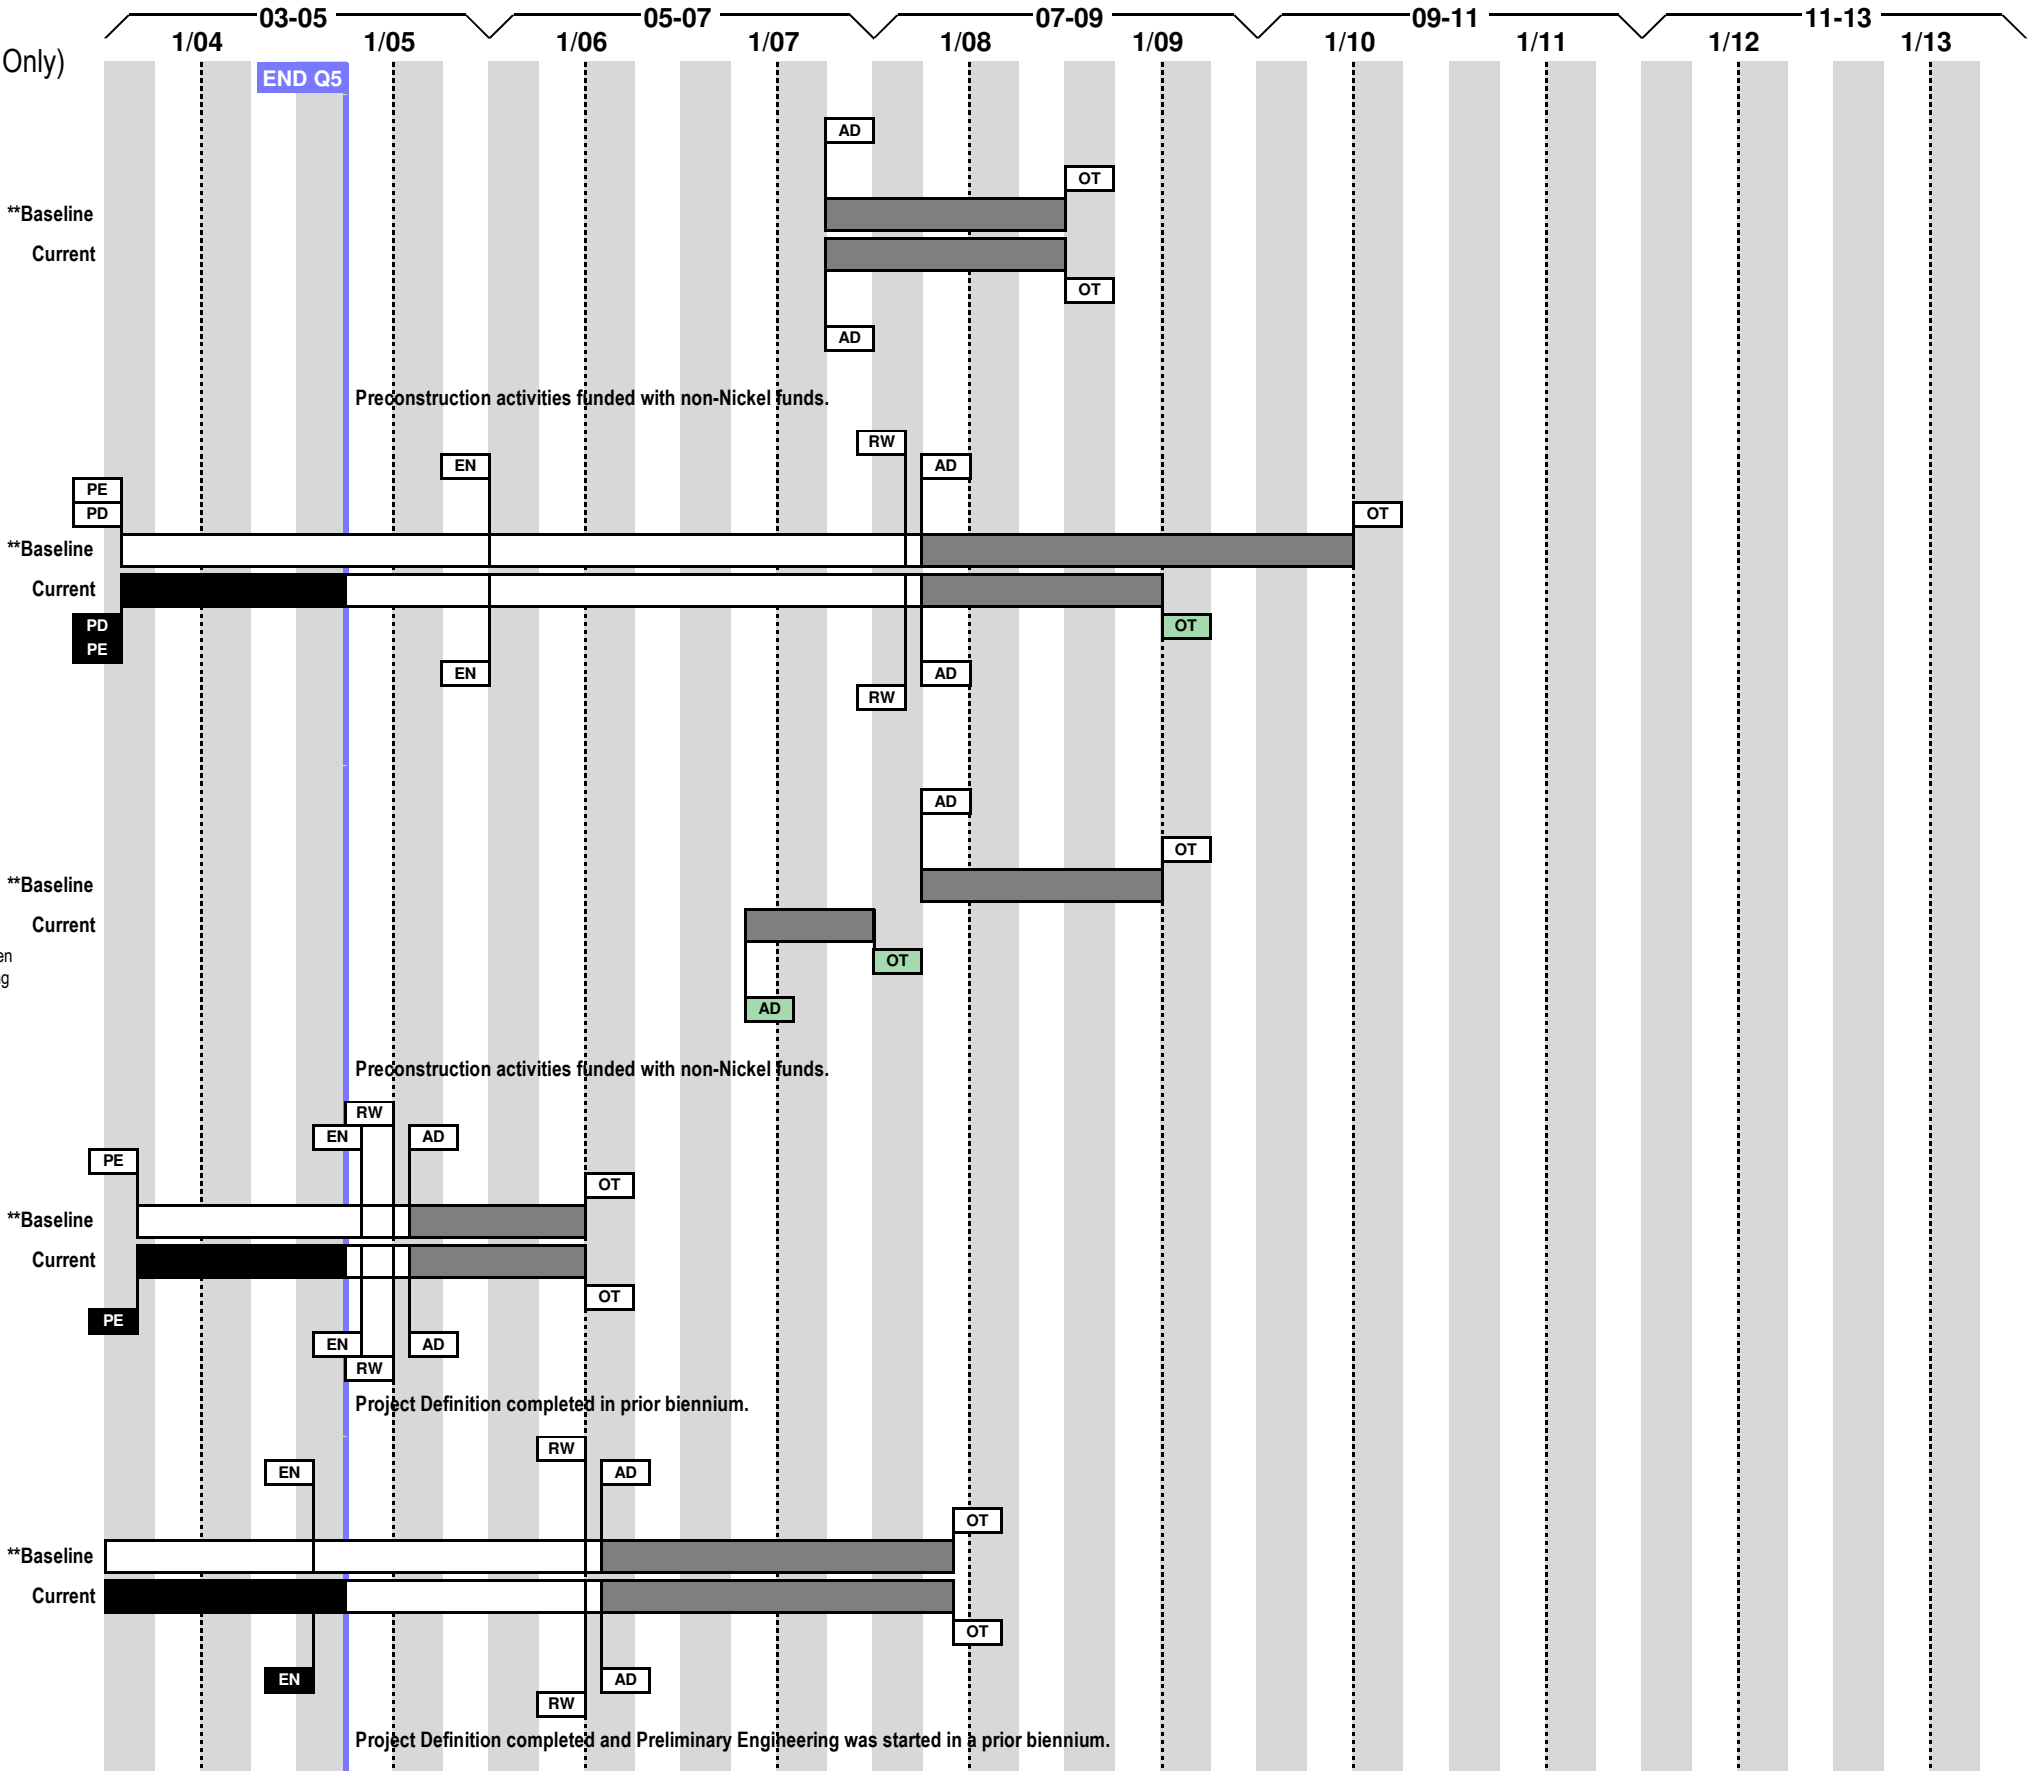 03-05 05-07 07-09 09-11 11-13
1/04 1/05 1/06 1/07 1/08 1/09 1/10 1/11 1/12 1/13
Only)
END Q5
AD
OT
**Baseline
Current
OT
AD
Preconstruction activities funded with non-Nickel funds.
RW
EN AD
PE
PD OT
**Baseline
Current
PD OT
PE
EN AD
RW
AD
OT
**Baseline
Current
en
OT
g
AD
Preconstruction activities funded with non-Nickel funds.
RW
EN AD
PE
OT
**Baseline
Current
OT
PE
EN AD
RW
Project Definition completed in prior biennium.
RW
EN AD
OT
**Baseline
Current
OT
EN AD
RW
Project Definition completed and Preliminary Engineering was started in a prior biennium.